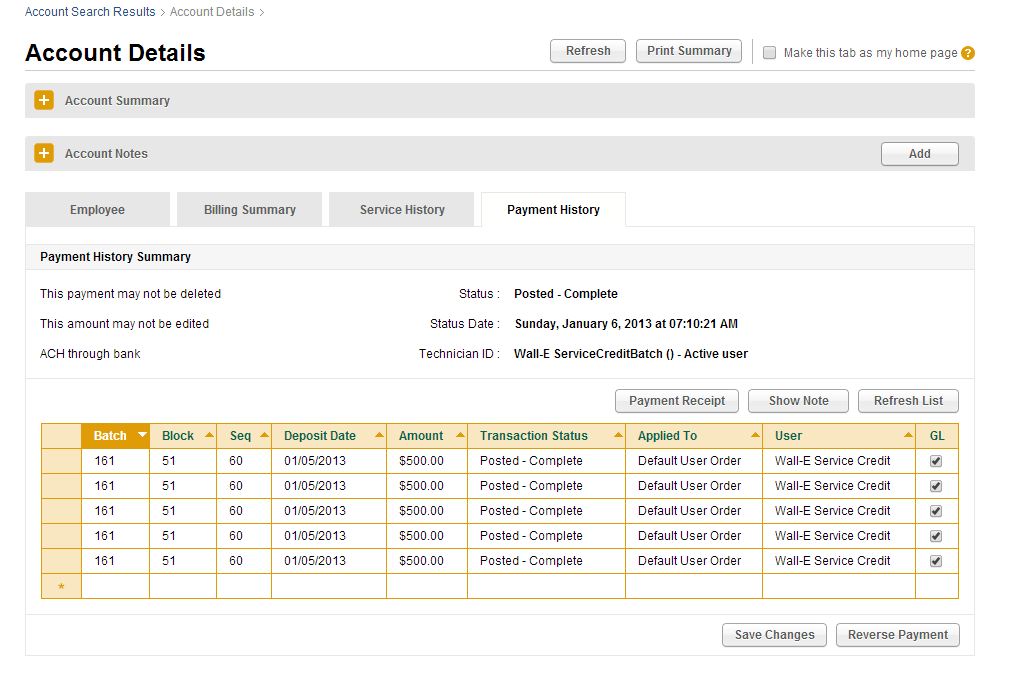 Account Search Results > Account Details >
Account Details Refresh Print Summary Make this tab as my home page ?
+ Account Summary
+ Account Notes Add
Employee Billing Summary Service History Payment History
Payment History Summary
This payment may not be deleted Status : Posted - Complete
This amount may not be edited Status Date : Sunday, January 6, 2013 at 07:10:21 AM
ACH through bank Technician ID : Wall-E ServiceCreditBatch () - Active user
Payment Receipt Show Note Refresh List
Batch Block Seq Deposit Date Amount Transaction Status Applied To User GL
161 51 60 01/05/2013 $500.00 Posted - Complete Default User Order Wall-E Service Credit
161 51 60 01/05/2013 $500.00 Posted - Complete Default User Order Wall-E Service Credit
161 51 60 01/05/2013 $500.00 Posted - Complete Default User Order Wall-E Service Credit
161 51 60 01/05/2013 $500.00 Posted - Complete Default User Order Wall-E Service Credit
161 51 60 01/05/2013 $500.00 Posted - Complete Default User Order Wall-E Service Credit
*
Save Changes Reverse Payment